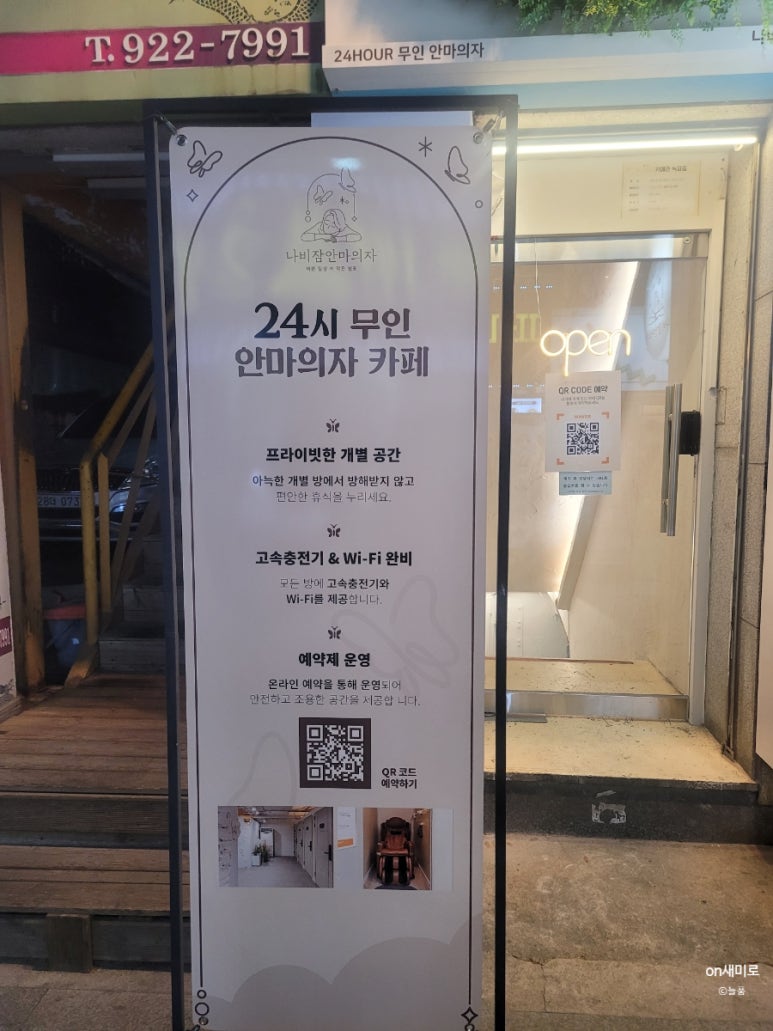 T. 922-7991
24HOUR 무인 안마의자
나비잠안마의자
24시 무인
안마의자 카페
프라이빗한 개별 공간
아늑한 개별 방에서 방해받지 않고
편안한 휴식을 누리세요.
고속충전기 & Wi-Fi 완비
모든 방에 고속충전기와
Wi-Fi를 제공합니다.
예약제 운영
온라인 예약을 통해 운영되어
안전하고 조용한 공간을 제공합 니다.
QR 코드
예약하기
open
QR CODE 예약
on새미로
©늘품